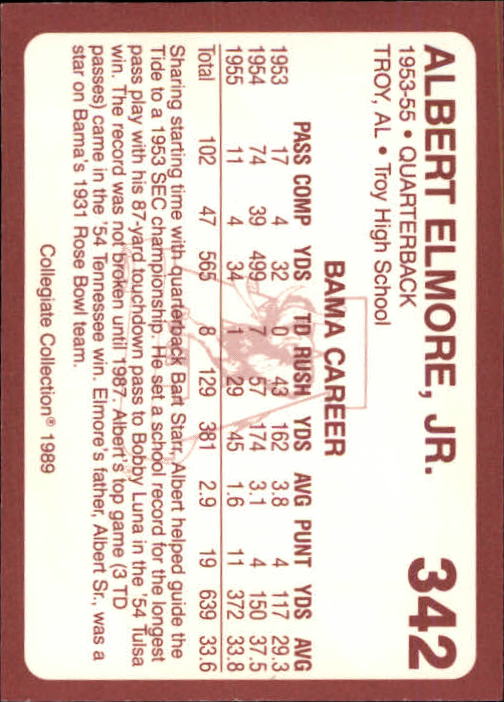 ALBERT ELMORE, JR. 342
1953-55 • QUARTERBACK
TROY, AL • Troy High School
BAMA CAREER
PASS COMP YDS TD RUSH YDS AVG PUNT YDS AVG
1953 17 4 32 0 43 162 3.8 4 117 29.3
1954 74 39 499 7 57 174 3.1 4 150 37.5
1955 11 4 34 1 29 45 1.6 11 372 33.8
Total 102 47 565 8 129 381 2.9 19 639 33.6
Sharing starting time with quarterback Bart Starr, Albert helped guide the
Tide to a 1953 SEC championship. He set a school record for the longest
pass play with his 87-yard touchdown pass to Bobby Luna in the '54 Tulsa
win. The record was not broken until 1987. Albert's top game (3 TD
passes) came in the '54 Tennessee win. Elmore's father, Albert Sr., was a
star on Bama's 1931 Rose Bowl team.
Collegiate Collection® 1989